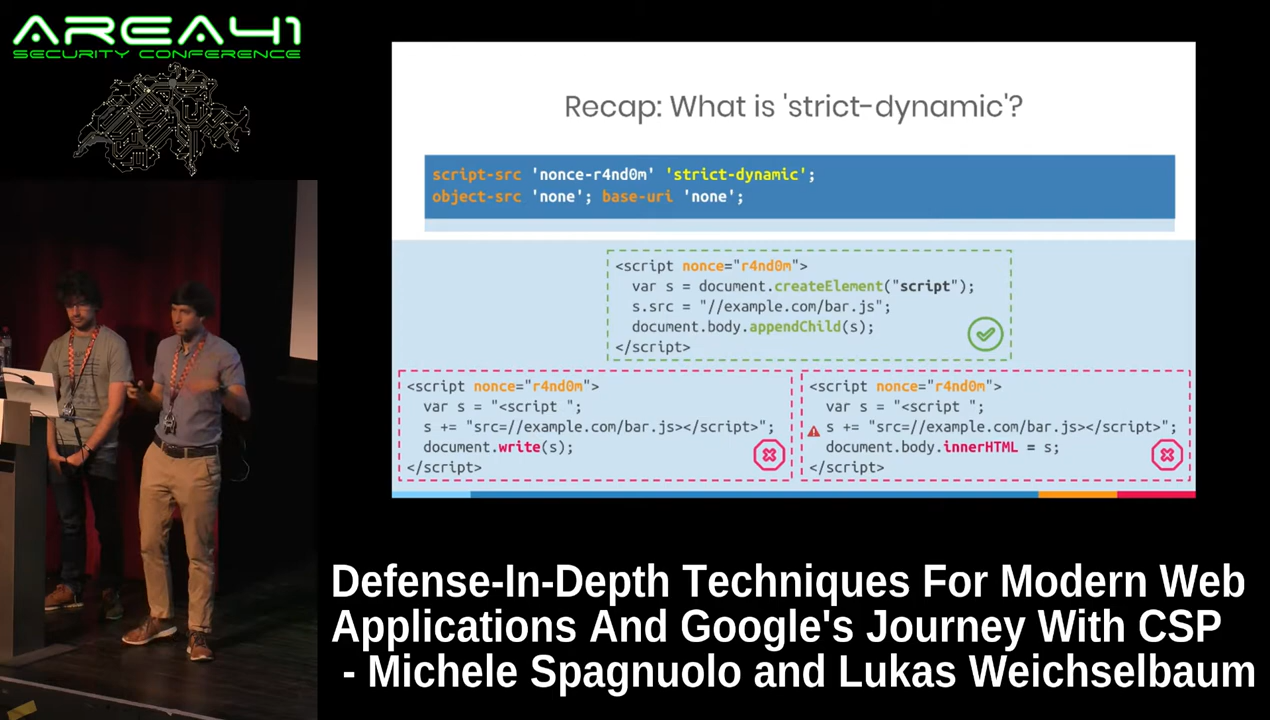 AREA41
SECURITY CONFERENCE
Recap: What is 'strict-dynamic'?
script-src 'nonce-r4nd0m' 'strict-dynamic';
object-src 'none'; base-uri 'none';
<script nonce="r4nd0m">
var s = document.createElement("script");
s.src = "//example.com/bar.js";
document.body.appendChild(s);
</script>
<script nonce="r4nd0m">
var s = "<script ";
s += "src=//example.com/bar.js></script>";
document.write(s);
</script>
<script nonce="r4nd0m">
var s = "<script ";
s += "src=//example.com/bar.js></script>";
document.body.innerHTML = s;
</script>
Defense-In-Depth Techniques For Modern Web
Applications And Google's Journey With CSP
- Michele Spagnuolo and Lukas Weichselbaum